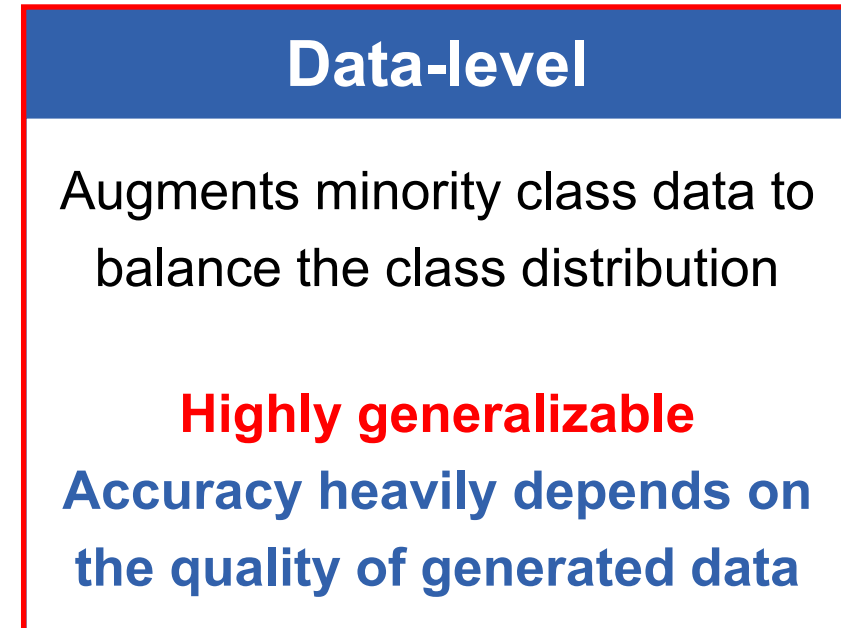 Data-level
Augments minority class data to
balance the class distribution
Highly generalizable
Accuracy heavily depends on
the quality of generated data